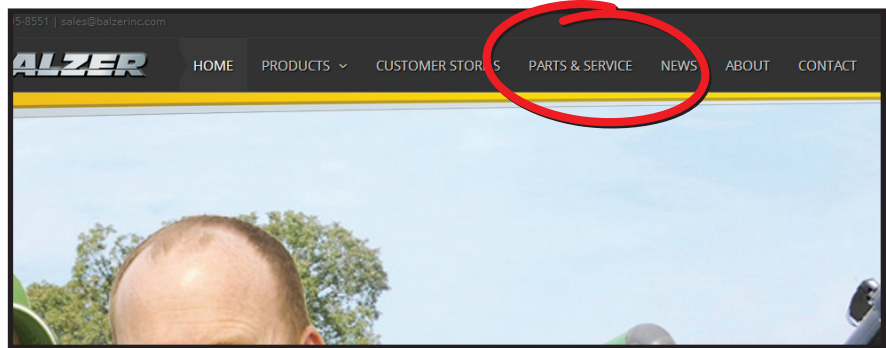 5-8551 | sales@balzerinc.com
ALZER HOME PRODUCTS CUSTOMER STORIES PARTS & SERVICE NEWS ABOUT CONTACT